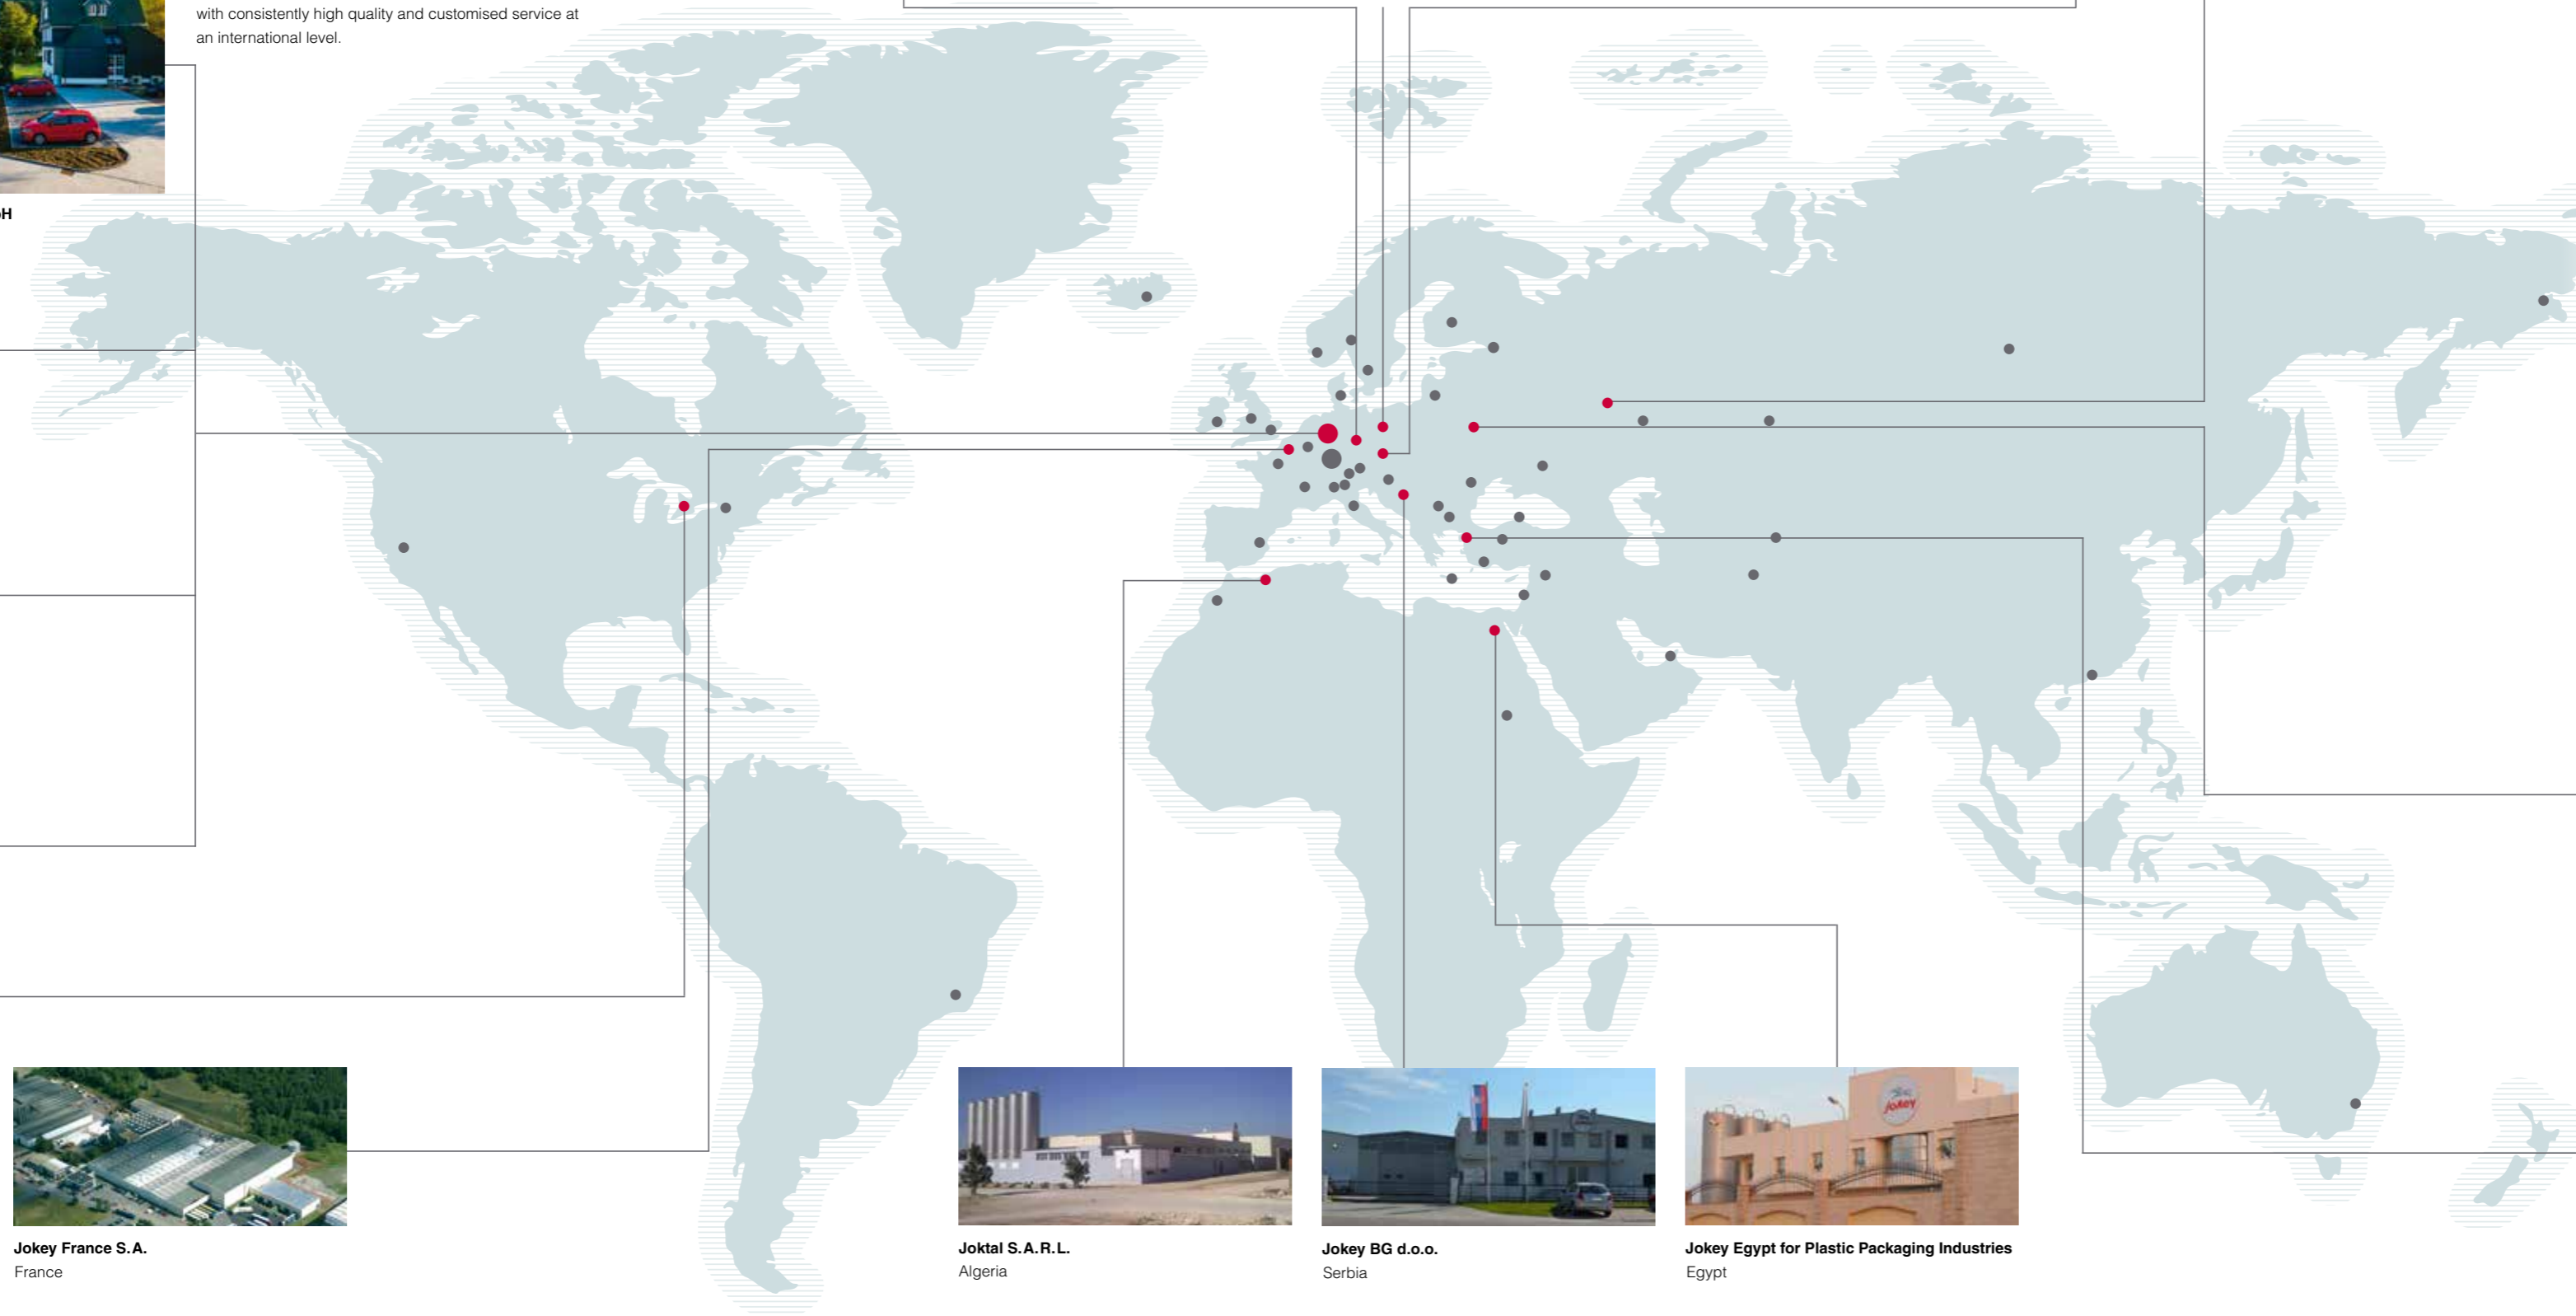 with consistently high quality and customised service at
an international level.
H
Jokey
Jokey France S.A.
France
Joktal S.A.R.L.
Algeria
Jokey BG d.o.o.
Serbia
Jokey Egypt for Plastic Packaging Industries
Egypt